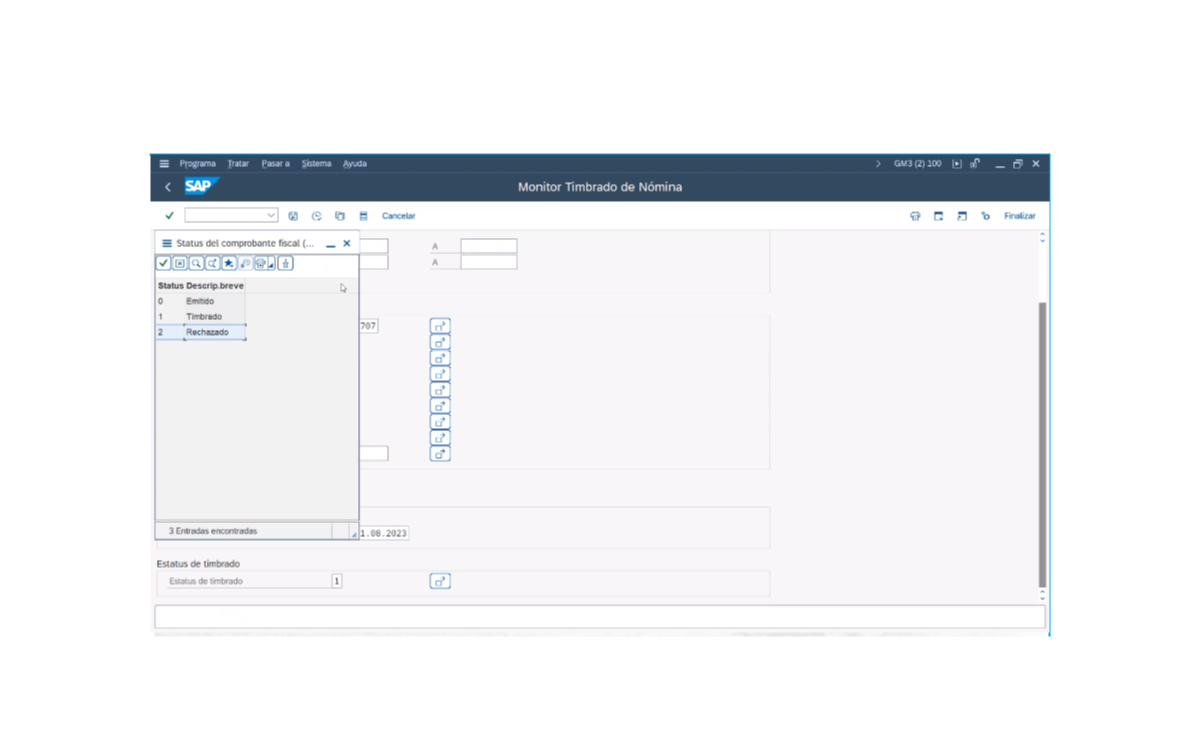 Programa Tratar Pasar a Sistema Ayuda GM3 (2) 100
SAP Monitor Timbrado de Nómina
Cancelar Finalizar
Status del comprobante fiscal (...
A
A
Status Descrip.breve
0 Emitido
1 Timbrado
2 Rechazado
707
3 Entradas encontradas
1.08.2023
Estatus de timbrado
Estatus de timbrado 1